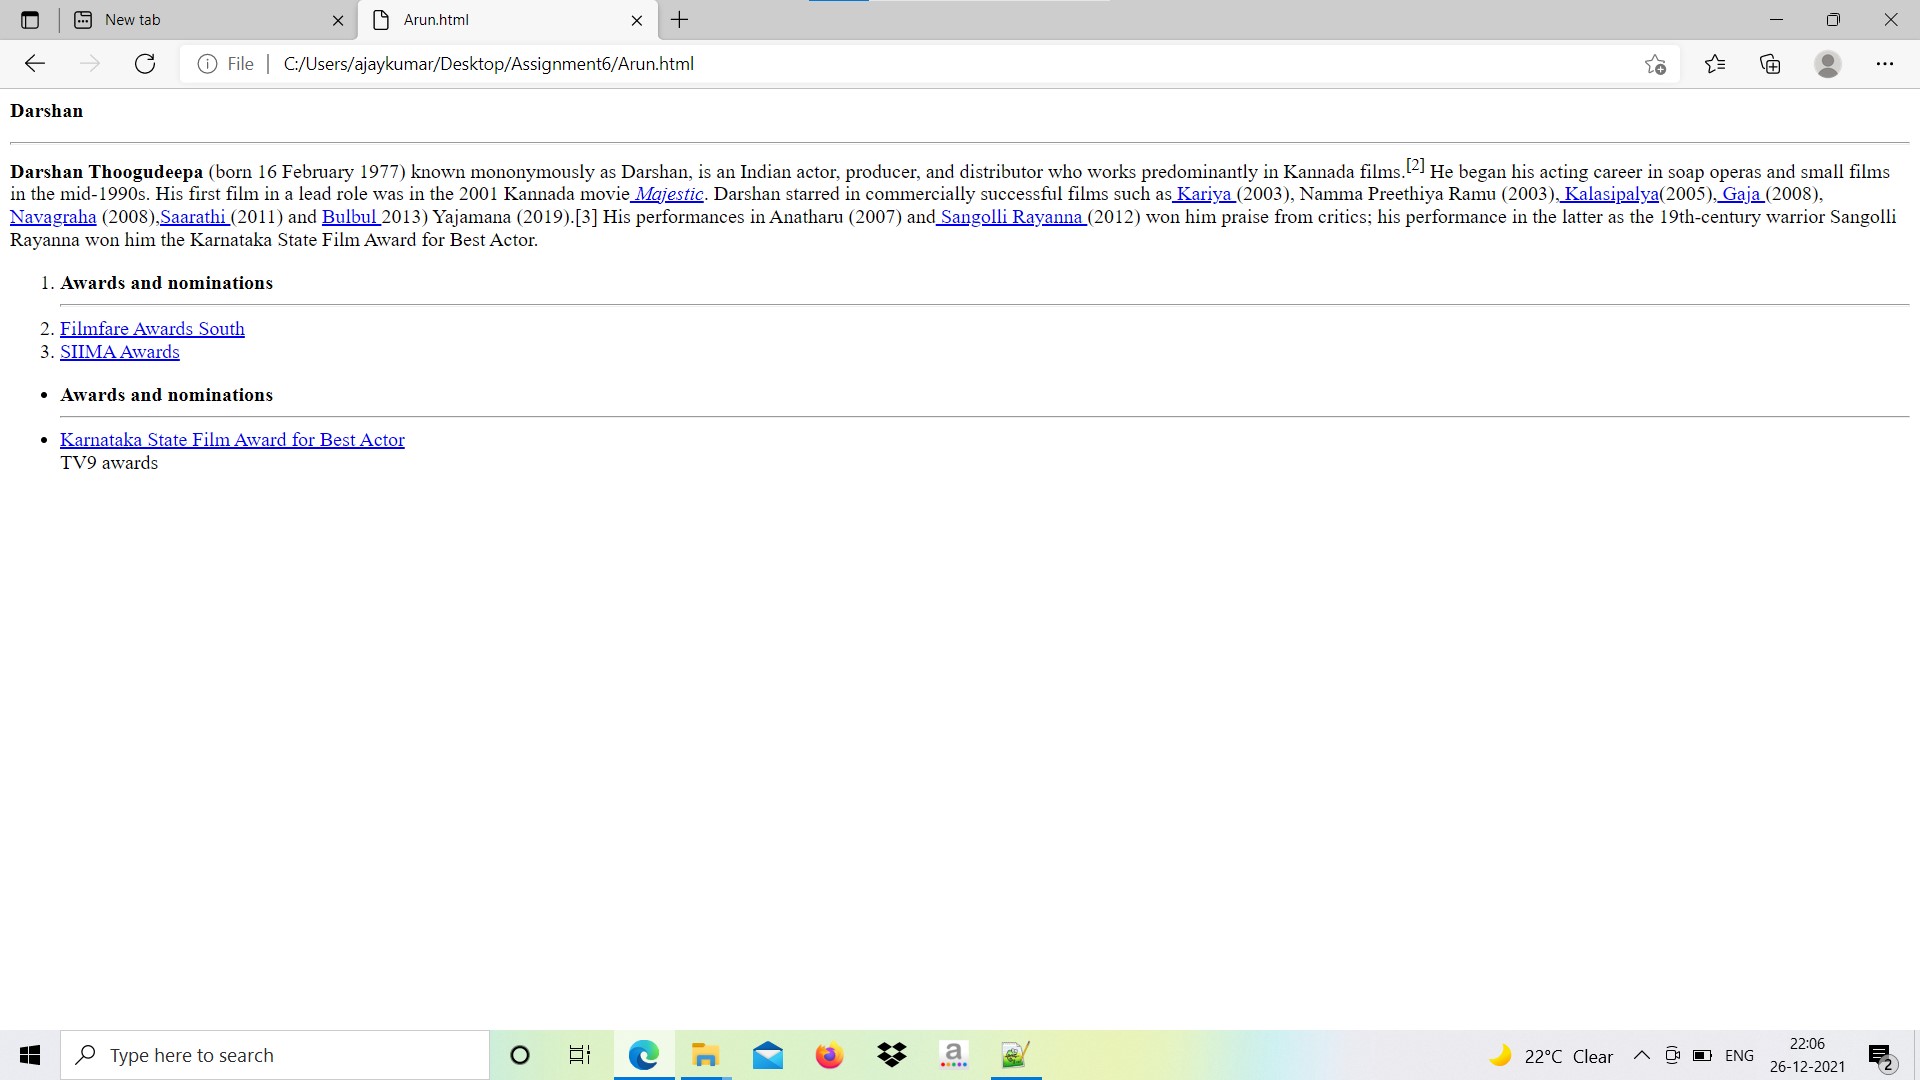 New tab
Arun.html
File
C:/Users/ajaykumar/Desktop/Assignment6/Arun.html
Darshan
Darshan Thoogudeepa (born 16 February 1977) known mononymously as Darshan, is an Indian actor, producer, and distributor who works predominantly in Kannada films.[2] He began his acting career in soap operas and small films
in the mid-1990s. His first film in a lead role was in the 2001 Kannada movie Majestic. Darshan starred in commercially successful films such as Kariya (2003), Namma Preethiya Ramu (2003), Kalasipalya(2005), Gaja (2008),
Navagraha (2008),Saarathi (2011) and Bulbul 2013) Yajamana (2019).[3] His performances in Anatharu (2007) and Sangolli Rayanna (2012) won him praise from critics; his performance in the latter as the 19th-century warrior Sangolli
Rayanna won him the Karnataka State Film Award for Best Actor.
1. Awards and nominations
2. Filmfare Awards South
3. SIIMA Awards
• Awards and nominations
• Karnataka State Film Award for Best Actor
TV9 awards
Type here to search
a
22°C Clear
ENG
22:06
26-12-2021
2